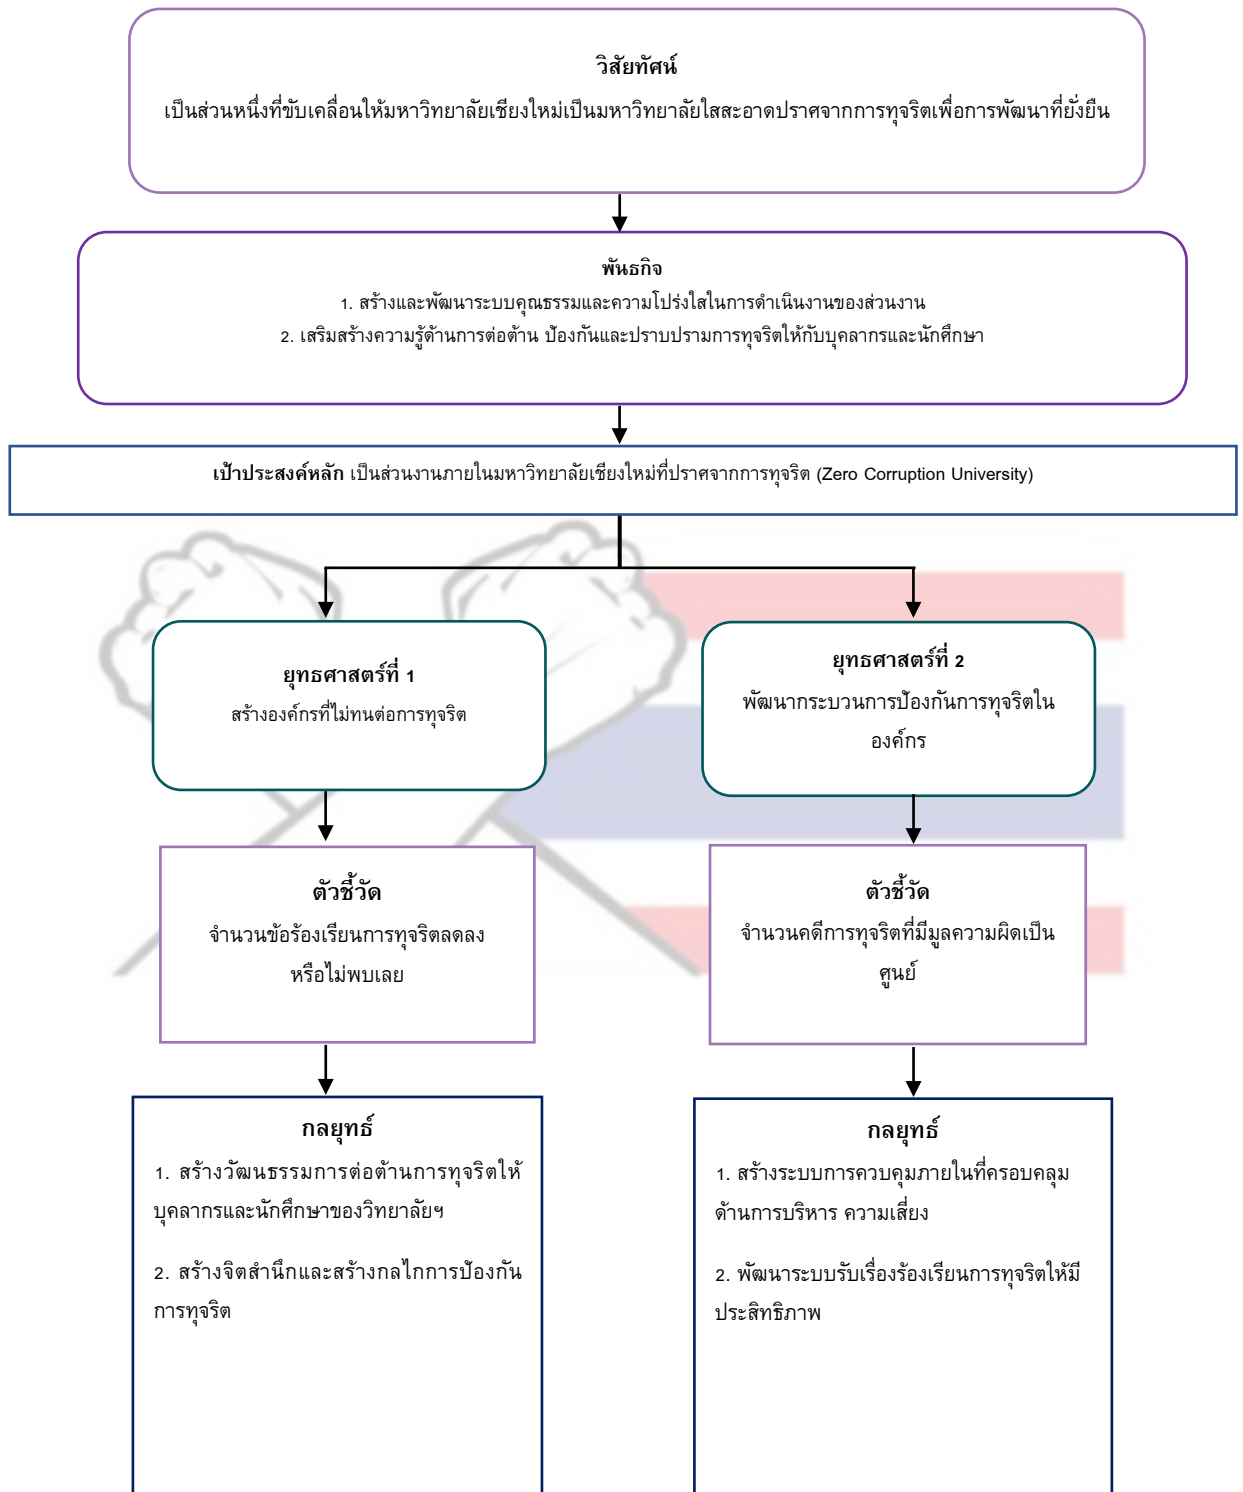 วิสัยทัศน์
เป็นส่วนหนึ่งที่ขับเคลื่อนให้มหาวิทยาลัยเชียงใหม่เป็นมหาวิทยาลัยใสสะอาดปราศจากการทุจริตเพื่อการพัฒนาที่ยั่งยืน
พันธกิจ
1. สร้างและพัฒนาระบบคุณธรรมและความโปร่งใสในการดำเนินงานของส่วนงาน
2. เสริมสร้างความรู้ด้านการต่อต้าน ป้องกันและปราบปรามการทุจริตให้กับบุคลากรและนักศึกษา
เป้าประสงค์หลัก เป็นส่วนงานภายในมหาวิทยาลัยเชียงใหม่ที่ปราศจากการทุจริต (Zero Corruption University)
ยุทธศาสตร์ที่ 1
สร้างองค์กรที่ไม่ทนต่อการทุจริต
ยุทธศาสตร์ที่ 2
พัฒนากระบวนการป้องกันการทุจริตใน
องค์กร
ตัวชี้วัด
จำนวนข้อร้องเรียนการทุจริตลดลง
หรือไม่พบเลย
ตัวชี้วัด
จำนวนคดีการทุจริตที่มีมูลความผิดเป็น
ศูนย์
กลยุทธ์
1. สร้างวัฒนธรรมการต่อต้านการทุจริตให้
บุคลากรและนักศึกษาของวิทยาลัยฯ
2. สร้างจิตสำนึกและสร้างกลไกการป้องกัน
การทุจริต
กลยุทธ์
1. สร้างระบบการควบคุมภายในที่ครอบคลุม
ด้านการบริหาร ความเสี่ยง
2. พัฒนาระบบรับเรื่องร้องเรียนการทุจริตให้มี
ประสิทธิภาพ